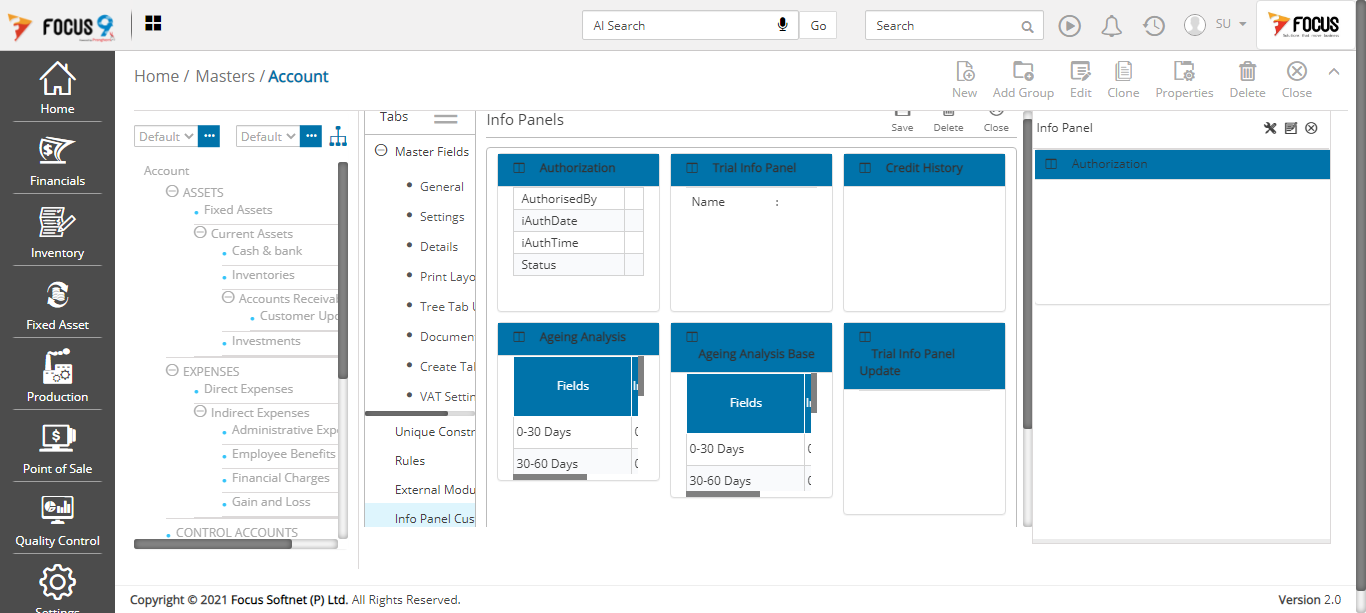 FOCUS 9
AI Search
Go
Search
SU
FOCUS
Home / Masters / Account
New
Add Group
Edit
Clone
Properties
Delete
Close
Home
Financials
Inventory
Fixed Asset
Production
Point of Sale
Quality Control
Settings
Default
Default
Account
ASSETS
Fixed Assets
Current Assets
Cash & bank
Inventories
Accounts Receival
Customer Upd
Investments
EXPENSES
Direct Expenses
Indirect Expenses
Administrative Expe
Employee Benefits
Financial Charges
Gain and Loss
CONTROL ACCOUNTS
Tabs
Master Fields
General
Settings
Details
Print Layo
Tree Tab U
Documen
Create Tal
VAT Settin
Unique Constr
Rules
External Modu
Info Panel Cus
Info Panels
Save
Delete
Close
Authorization
AuthorisedBy
iAuthDate
iAuthTime
Status
Trial Info Panel
Name :
Credit History
Ageing Analysis
Fields
0-30 Days
30-60 Days
Ageing Analysis Base
Fields
0-30 Days
30-60 Days
Trial Info Panel
Update
Info Panel
Authorization
Copyright © 2021 Focus Softnet (P) Ltd. All Rights Reserved.
Version 2.0